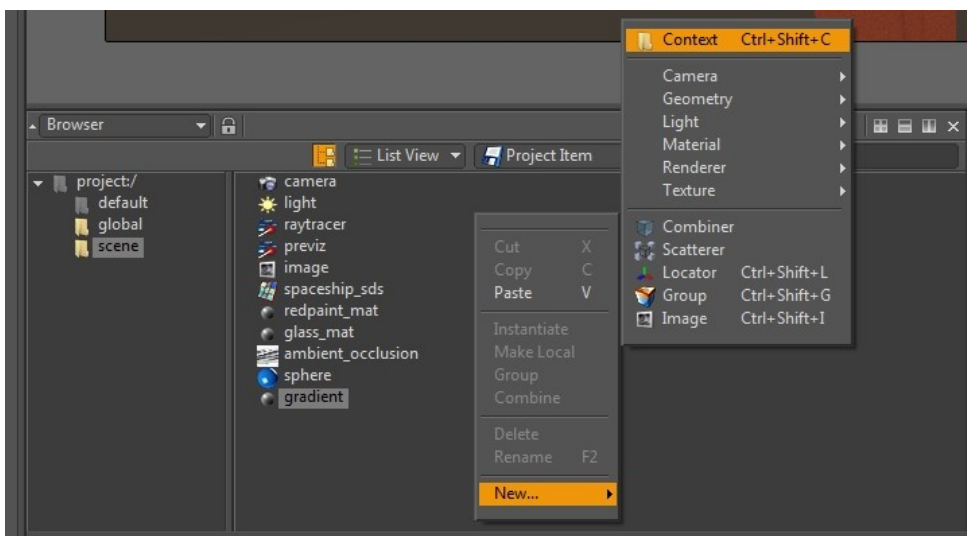 Browser
List View
Project Item
project:/
default
global
scene
camera
light
raytracer
previz
image
spaceship_sds
redpaint_mat
glass_mat
ambient_occlusion
sphere
gradient
Cut X
Copy C
Paste V
Instantiate
Make Local
Group
Combine
Delete
Rename F2
New...
Context Ctrl+Shift+C
Camera
Geometry
Light
Material
Renderer
Texture
Combiner
Scatterer
Locator Ctrl+Shift+L
Group Ctrl+Shift+G
Image Ctrl+Shift+I